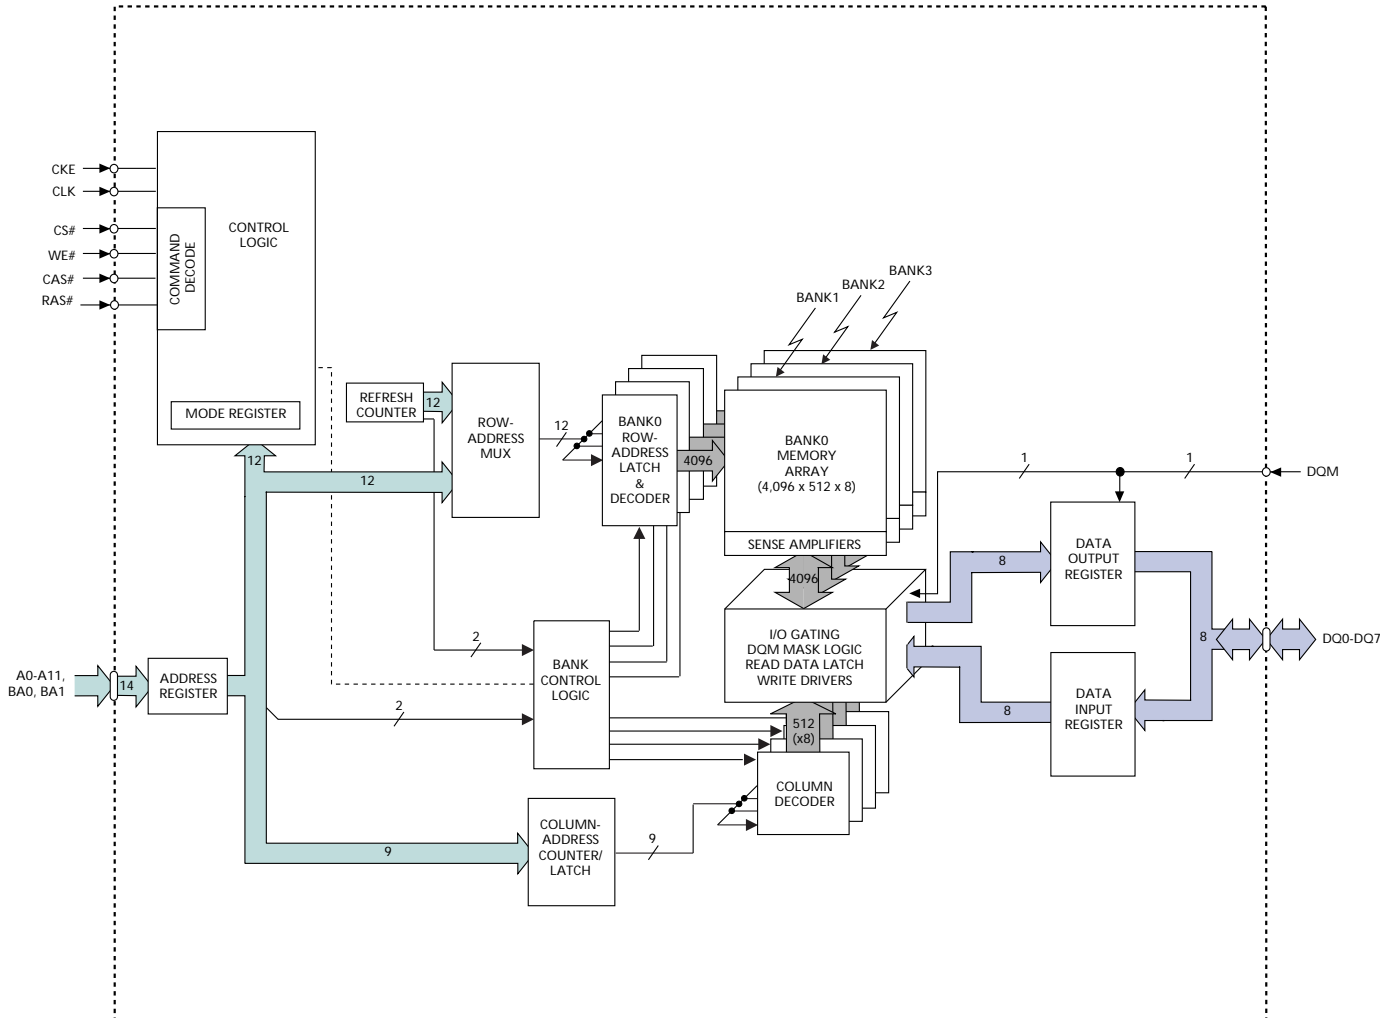 CKE
CLK
CS#
WE#
CAS#
RAS#
COMMAND
DECODE
CONTROL
LOGIC
MODE REGISTER
BANK1
BANK2
BANK3
REFRESH
COUNTER
12
12
12
ROW-
ADDRESS
MUX
12
BANK0
ROW-
ADDRESS
LATCH
&
DECODER
4096
BANK0
MEMORY
ARRAY
(4,096 x 512 x 8)
SENSE AMPLIFIERS
4096
I/O GATING
DQM MASK LOGIC
READ DATA LATCH
WRITE DRIVERS
1
1
DQM
DATA
OUTPUT
REGISTER
8
8
DQ0-DQ7
DATA
INPUT
REGISTER
8
A0-A11,
BA0, BA1
14
ADDRESS
REGISTER
2
2
BANK
CONTROL
LOGIC
512
(x8)
COLUMN
DECODER
COLUMN-
ADDRESS
COUNTER/
LATCH
9
9